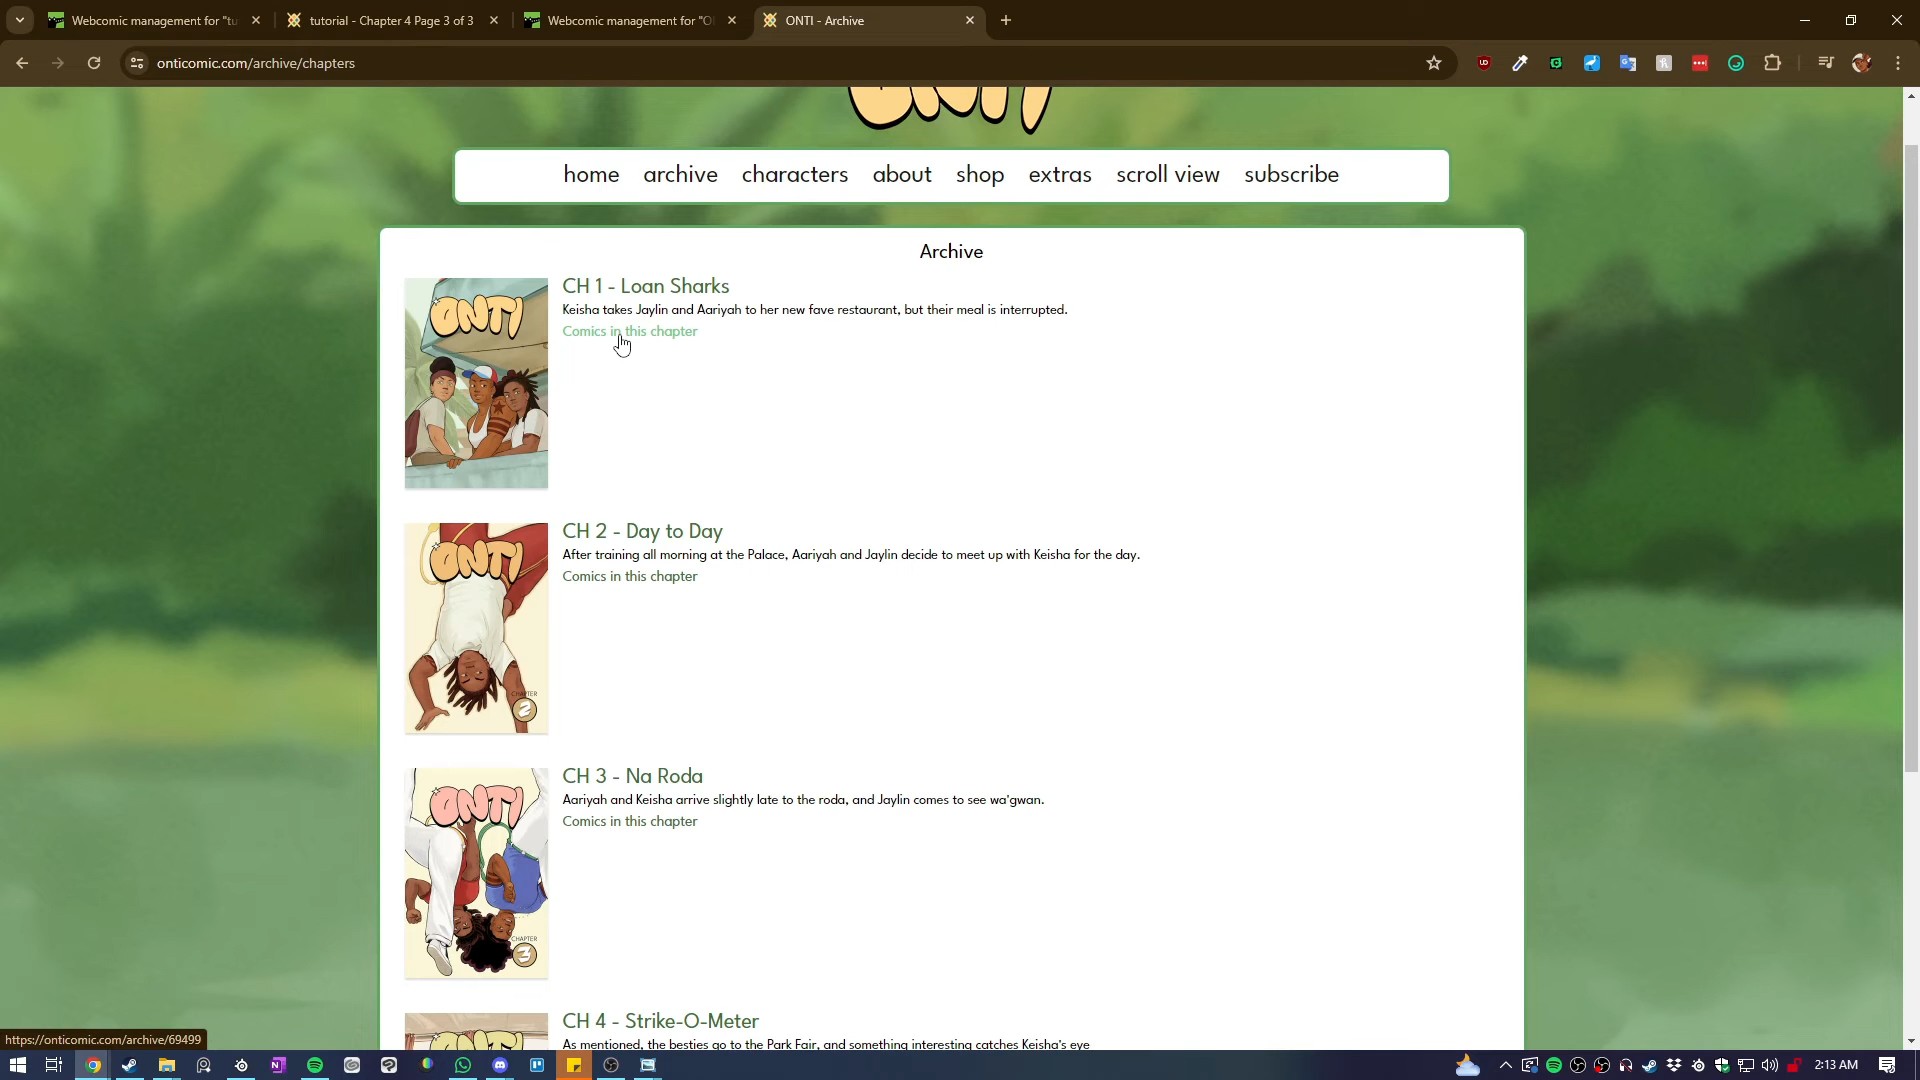 Webcomic management for "tu
tutorial - Chapter 4 Page 3 of 3
Webcomic management for "O
ONTI - Archive
onticomic.com/archive/chapters
ONTI
home archive characters about shop extras scroll view subscribe
Archive
ONTI
CH 1 - Loan Sharks
Keisha takes Jaylin and Aariyah to her new fave restaurant, but their meal is interrupted.
Comics in this chapter
ONTI
CHAPTER
2
CH 2 - Day to Day
After training all morning at the Palace, Aariyah and Jaylin decide to meet up with Keisha for the day.
Comics in this chapter
ONTI
CHAPTER
3
CH 3 - Na Roda
Aariyah and Keisha arrive slightly late to the roda, and Jaylin comes to see wa'gwan.
Comics in this chapter
CH 4 - Strike-O-Meter
As mentioned, the besties go to the Park Fair, and something interesting catches Keisha's eye
https://onticomic.com/archive/69499
2:13 AM